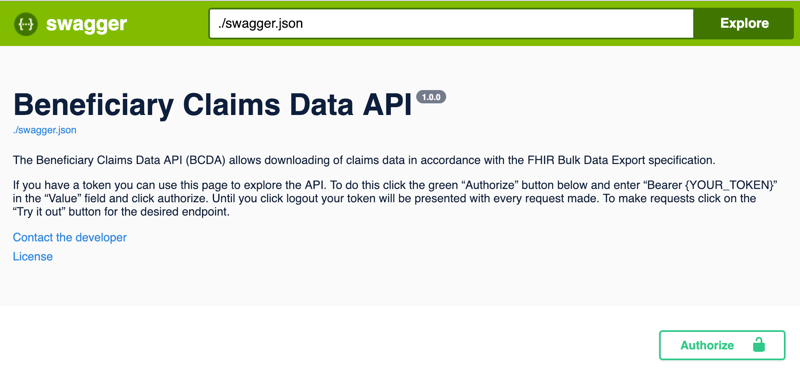 swagger
./swagger.json
Explore
Beneficiary Claims Data API 1.0.0
./swagger.json
The Beneficiary Claims Data API (BCDA) allows downloading of claims data in accordance with the FHIR Bulk Data Export specification.
If you have a token you can use this page to explore the API. To do this click the green “Authorize” button below and enter “Bearer {YOUR_TOKEN}”
in the “Value” field and click authorize. Until you click logout your token will be presented with every request made. To make requests click on the
“Try it out” button for the desired endpoint.
Contact the developer
License
Authorize